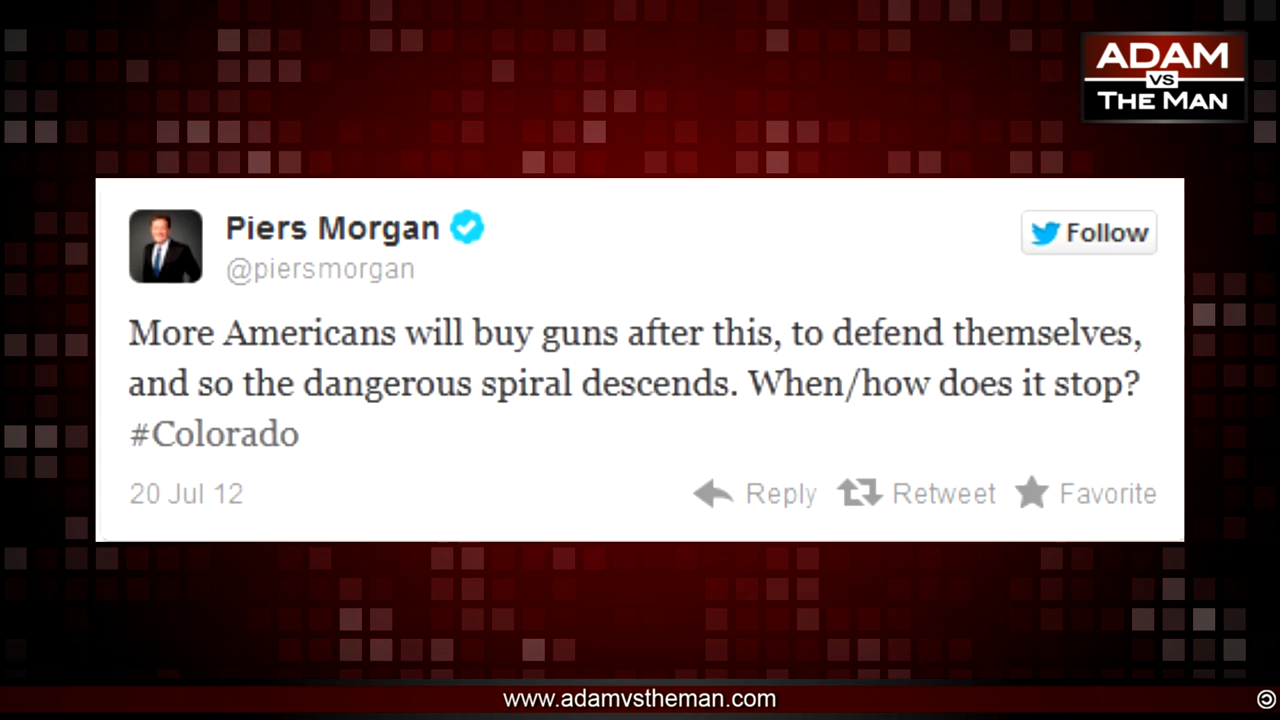 ADAM
VS
THE MAN
Piers Morgan
@piersmorgan
Follow
More Americans will buy guns after this, to defend themselves,
and so the dangerous spiral descends. When/how does it stop?
#Colorado
20 Jul 12 Reply Retweet Favorite
www.adamvstheman.com